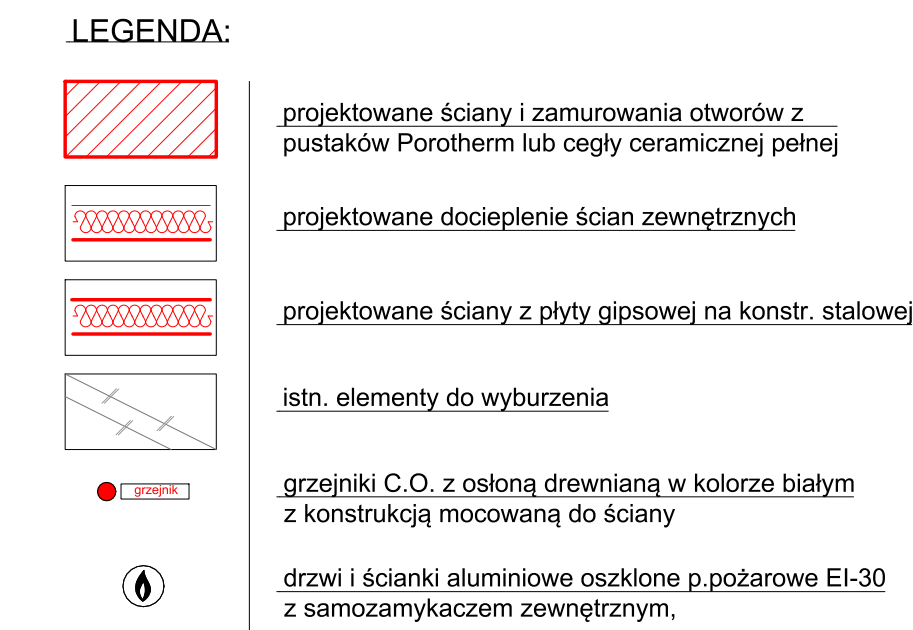 LEGENDA:
projektowane ściany i zamurowania otworów z
pustaków Porotherm lub cegły ceramicznej pełnej
projektowane docieplenie ścian zewnętrznych
projektowane ściany z płyty gipsowej na konstr. stalowej
istn. elementy do wyburzenia
grzejnik
grzejniki C.O. z osłoną drewnianą w kolorze białym
z konstrukcją mocowaną do ściany
drzwi i ścianki aluminiowe oszklone p.pożarowe EI-30
z samozamykaczem zewnętrznym,